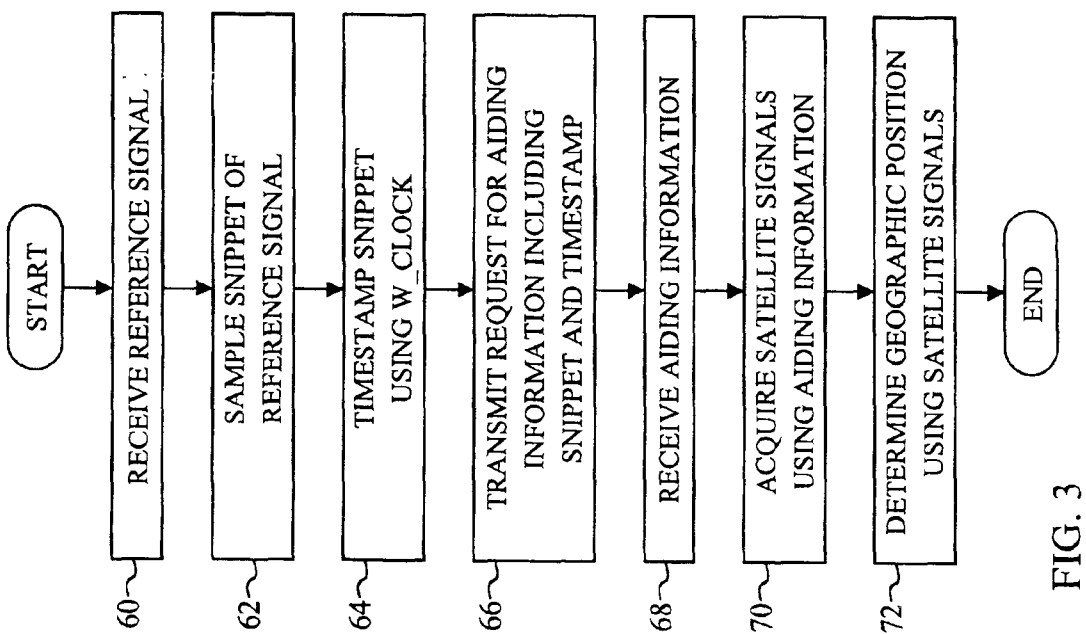 START
60
RECEIVE REFERENCE SIGNAL
62
SAMPLE SNIPPET OF
REFERENCE SIGNAL
64
TIMESTAMP SNIPPET
USING W_CLOCK
66
TRANSMIT REQUEST FOR AIDING
INFORMATION INCLUDING
SNIPPET AND TIMESTAMP
68
RECEIVE AIDING INFORMATION
70
ACQUIRE SATELLITE SIGNALS
USING AIDING INFORMATION
72
DETERMINE GEOGRAPHIC POSITION
USING SATELLITE SIGNALS
END
FIG. 3